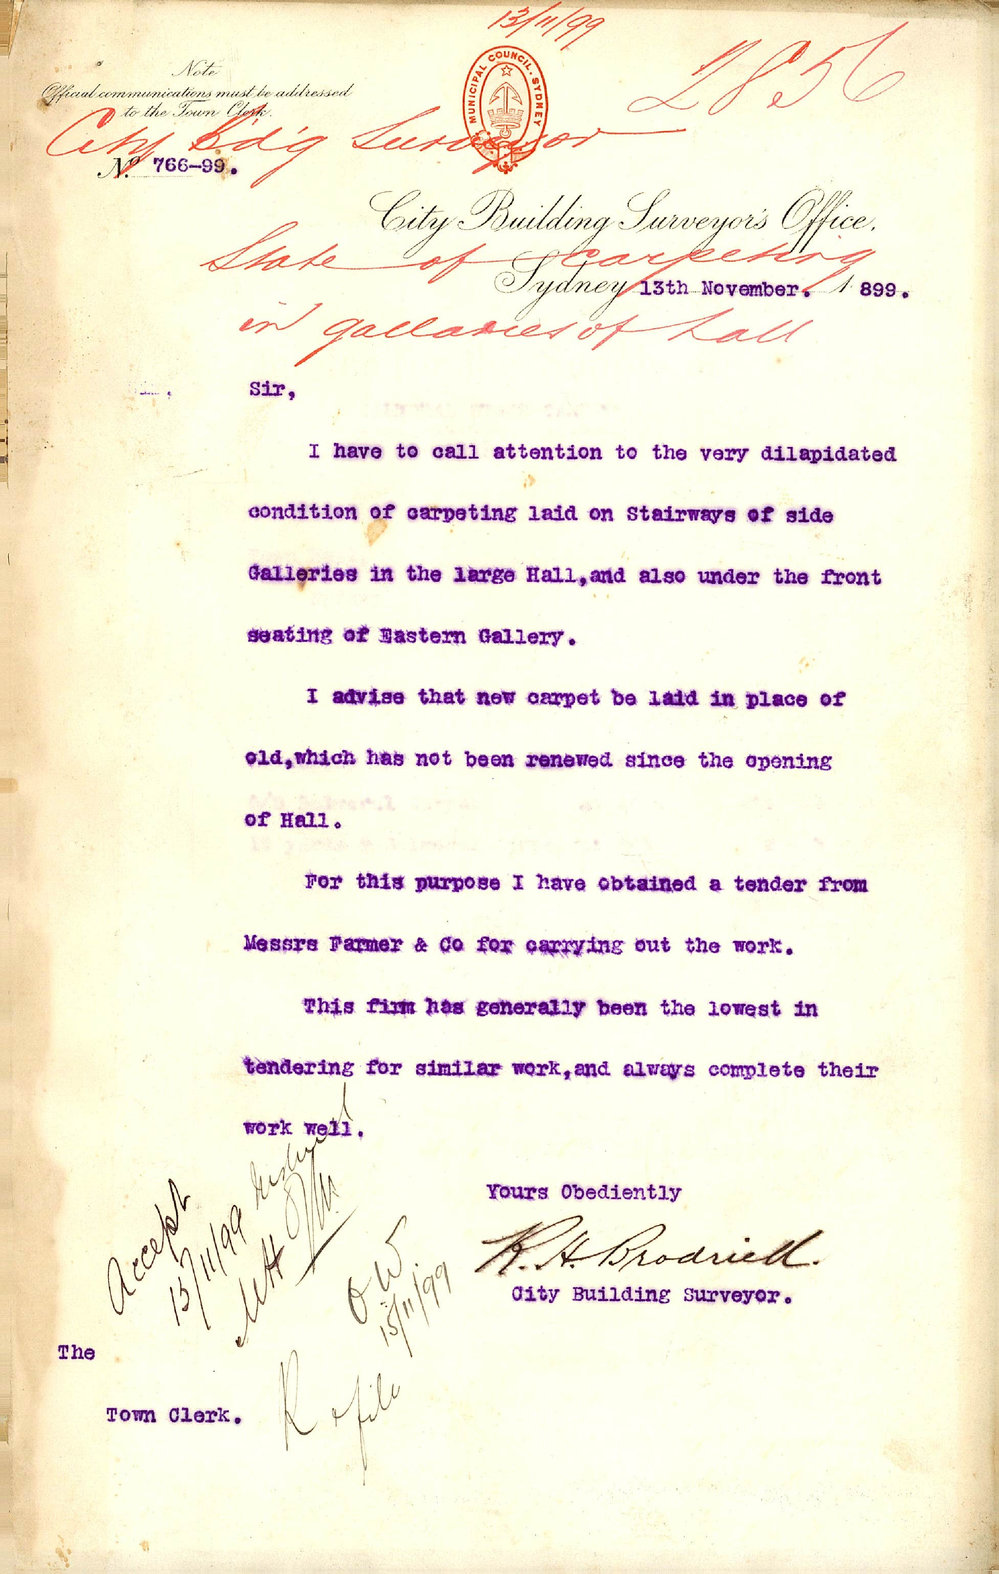 13/11/99
2856
MUNICIPAL COUNCIL. SYDNEY
Note
Official communications must be addressed
to the Town Clerk.
City B'd'g Surveyor
No. 766-99.
City Building Surveyor's Office,
State of Carpeting
Sydney 13th November. 1899.
in gallaries of hall
Sir,
I have to call attention to the very dilapidated
condition of carpeting laid on Stairways of side
Galleries in the large Hall,and also under the front
seating of Eastern Gallery.
I advise that new carpet be laid in place of
old,which has not been renewed since the opening
of Hall.
For this purpose I have obtained a tender from
Messrs Farmer & Co for carrying out the work.
This firm has generally been the lowest in
tendering for similar work,and always complete their
work well.
Yours Obediently
R. H. Brodrick.
City Building Surveyor.
Accept
15/11/99
15/11/99
R & file
The
Town Clerk.